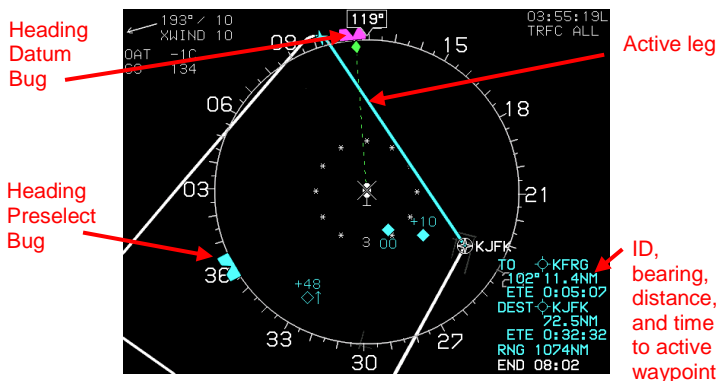 Heading
Datum
Bug
193°/ 10
XWIND 10
OAT -1C
GS 134
119°
03:55:19L
TRFC ALL
Active leg
09
15
06
18
03
21
Heading
Preselect
Bug
+10
00
3
KJFK
36
+48
27
30
TO KFRG
102° 11.4NM
ETE 0:05:07
DEST KJFK
72.5NM
ETE 0:32:32
RNG 1074NM
END 08:02
ID,
bearing,
distance,
and time
to active
waypoint